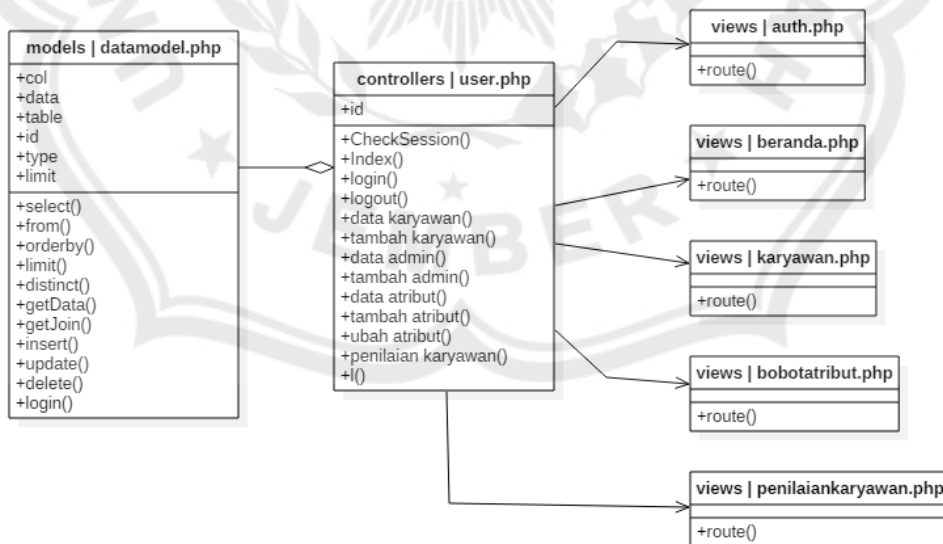 models | datamodel.php
+col
+data
+table
+id
+type
+limit
+select()
+from()
+orderby()
+limit()
+distinct()
+getData()
+getJoin()
+insert()
+update()
+delete()
+login()
controllers | user.php
+id
+CheckSession()
+Index()
+login()
+logout()
+data karyawan()
+tambah karyawan()
+data admin()
+tambah admin()
+data atribut()
+tambah atribut()
+ubah atribut()
+penilaian karyawan()
+l()
views | auth.php
+route()
views | beranda.php
+route()
views | karyawan.php
+route()
views | bobotatribut.php
+route()
views | penilaiankaryawan.php
+route()
JEMBER